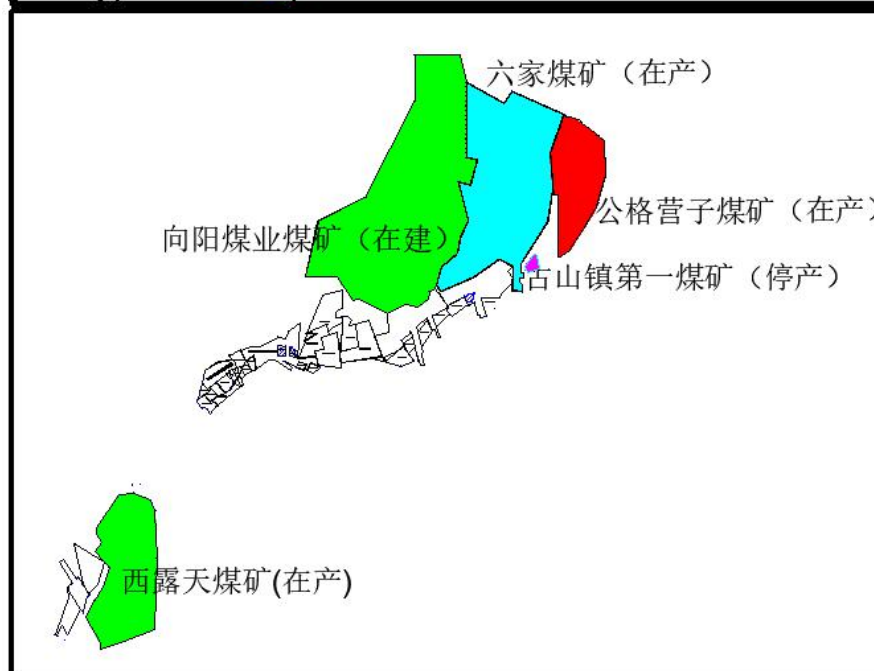 六家煤矿（在产）
公格营子煤矿（在产）
向阳煤业煤矿（在建）
古山镇第一煤矿（停产）
西露天煤矿(在产)